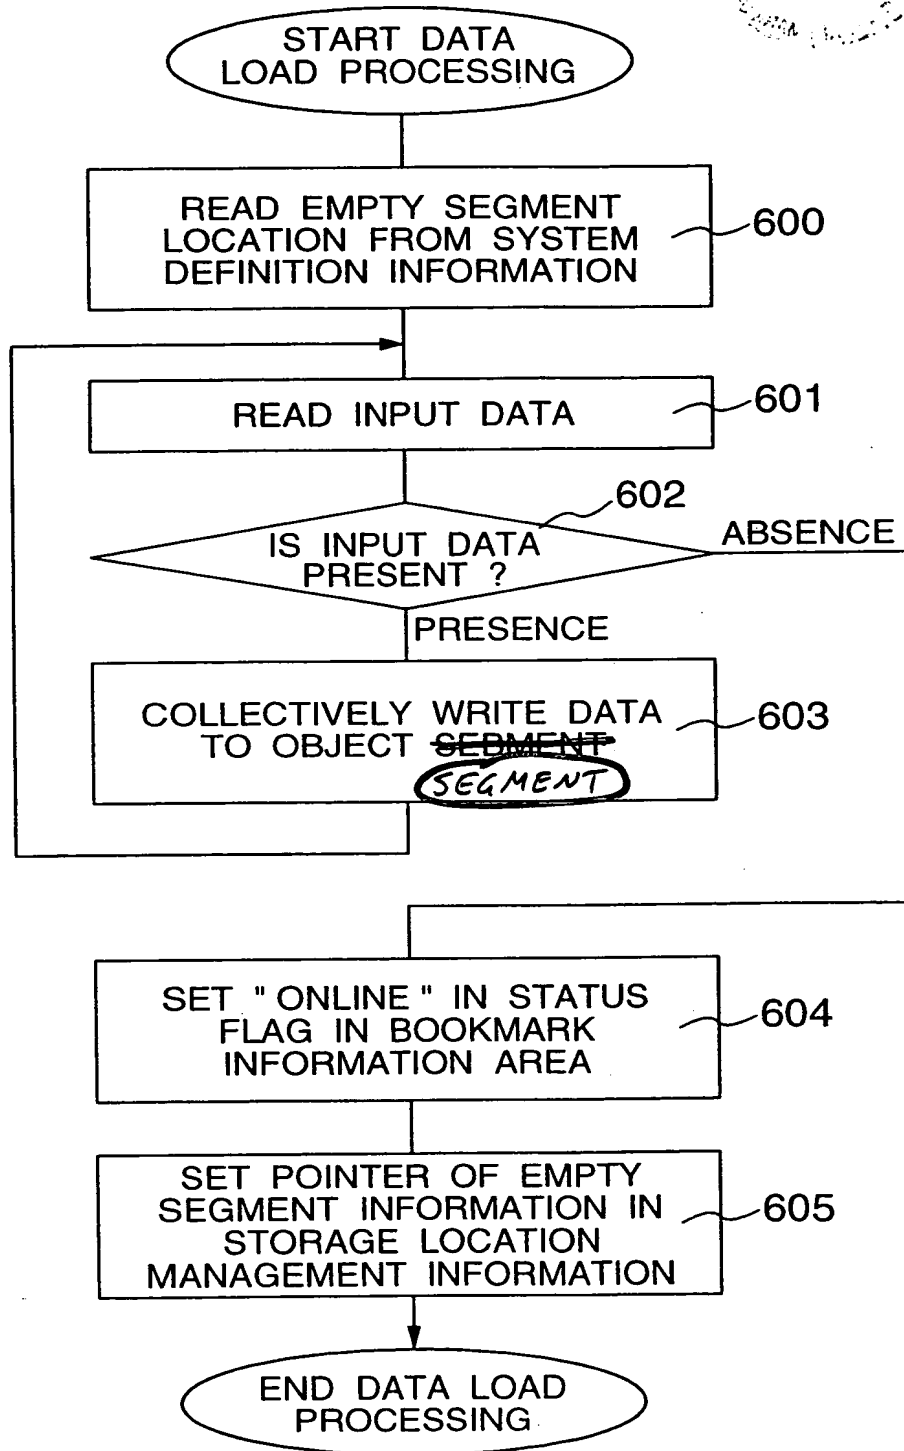 START DATA
LOAD PROCESSING
READ EMPTY SEGMENT
LOCATION FROM SYSTEM
DEFINITION INFORMATION
600
READ INPUT DATA
601
602
IS INPUT DATA
PRESENT ?
ABSENCE
PRESENCE
COLLECTIVELY WRITE DATA
TO OBJECT SEBMENT
SEGMENT
603
SET "ONLINE" IN STATUS
FLAG IN BOOKMARK
INFORMATION AREA
604
SET POINTER OF EMPTY
SEGMENT INFORMATION IN
STORAGE LOCATION
MANAGEMENT INFORMATION
605
END DATA LOAD
PROCESSING